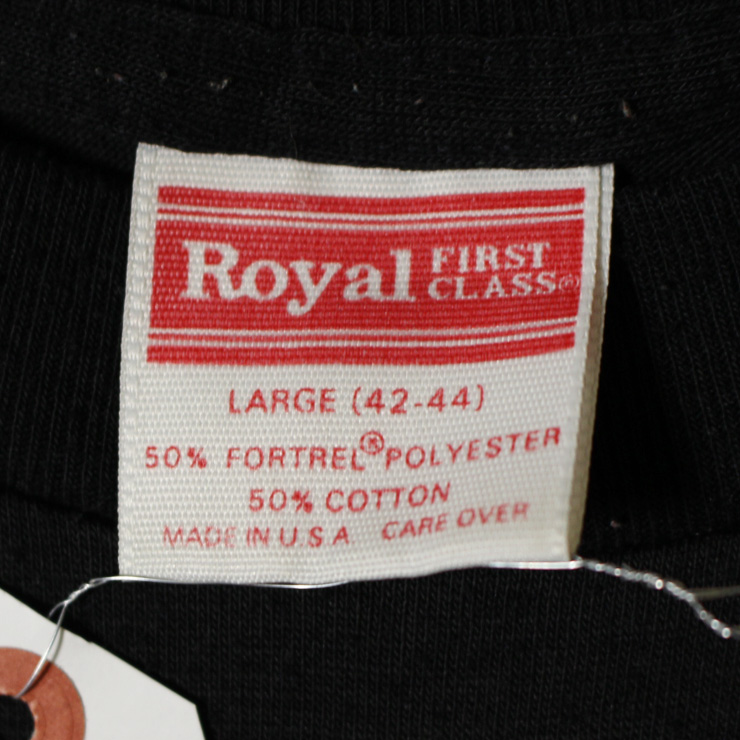 Royal FIRST CLASS®
LARGE (42-44)
50% FORTREL® POLYESTER
50% COTTON
MADE IN U.S.A. CARE OVER